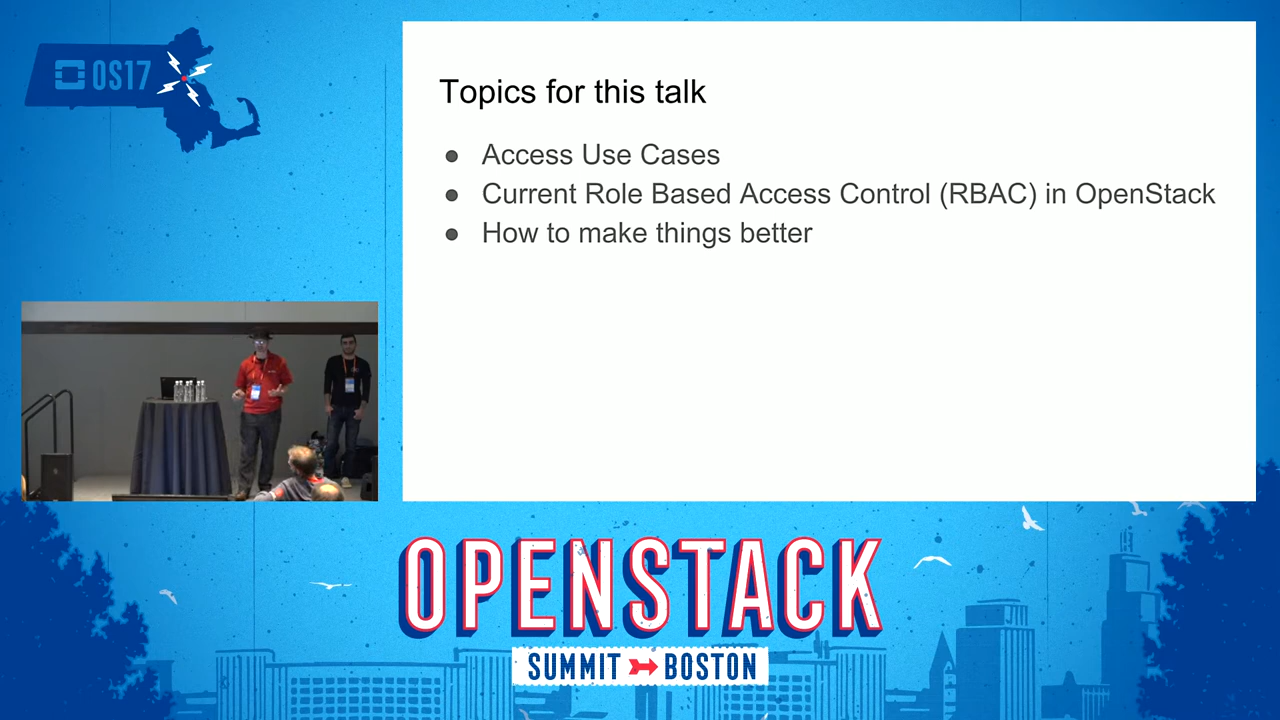 OS17
Topics for this talk
● Access Use Cases
● Current Role Based Access Control (RBAC) in OpenStack
● How to make things better
OPENSTACK
SUMMIT BOSTON